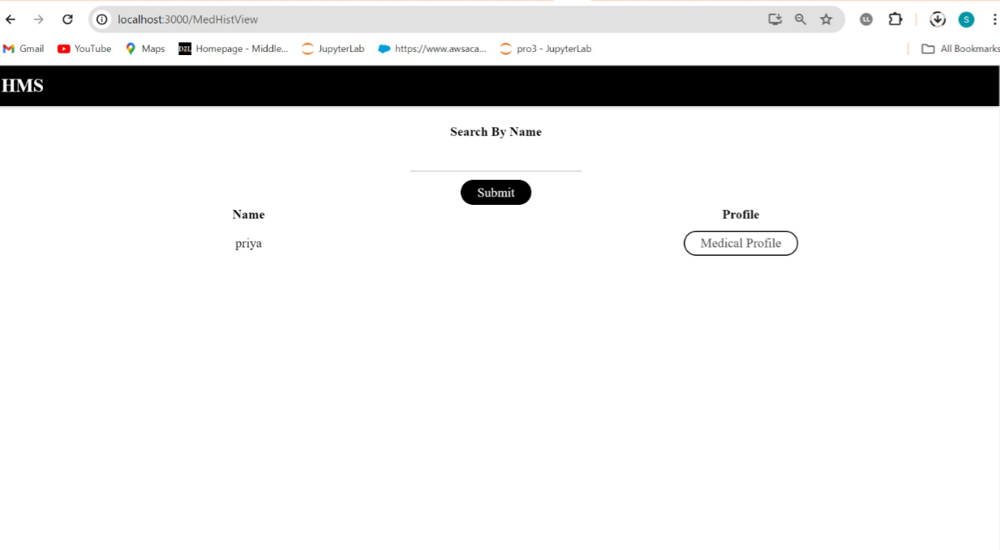 localhost:3000/MedHistView
Gmail YouTube Maps D2L Homepage - Middle... JupyterLab https://www.awsaca... pro3 - JupyterLab All Bookmarks
HMS
Search By Name
Submit
Name Profile
priya Medical Profile